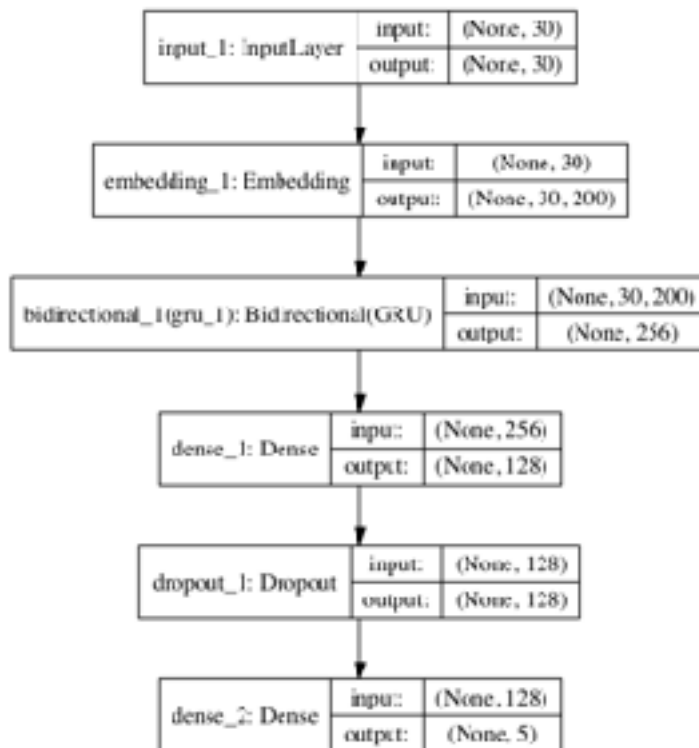 input_1: InputLayer
input: (None, 30)
output: (None, 30)
embedding_1: Embedding
input: (None, 30)
output: (None, 30, 200)
bidirectional_1(gru_1): Bidirectional(GRU)
input: (None, 30, 200)
output: (None, 256)
dense_1: Dense
input: (None, 256)
output: (None, 128)
dropout_1: Dropout
input: (None, 128)
output: (None, 128)
dense_2: Dense
input: (None, 128)
output: (None, 5)